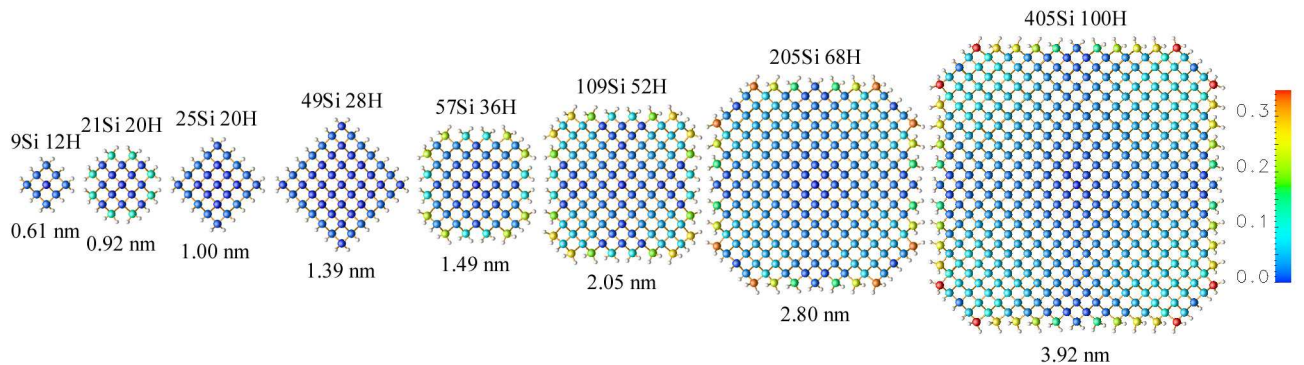 9Si 12H
0.61 nm
21Si 20H
0.92 nm
25Si 20H
1.00 nm
49Si 28H
1.39 nm
57Si 36H
1.49 nm
109Si 52H
2.05 nm
205Si 68H
2.80 nm
405Si 100H
3.92 nm
0.3
0.2
0.1
0.0